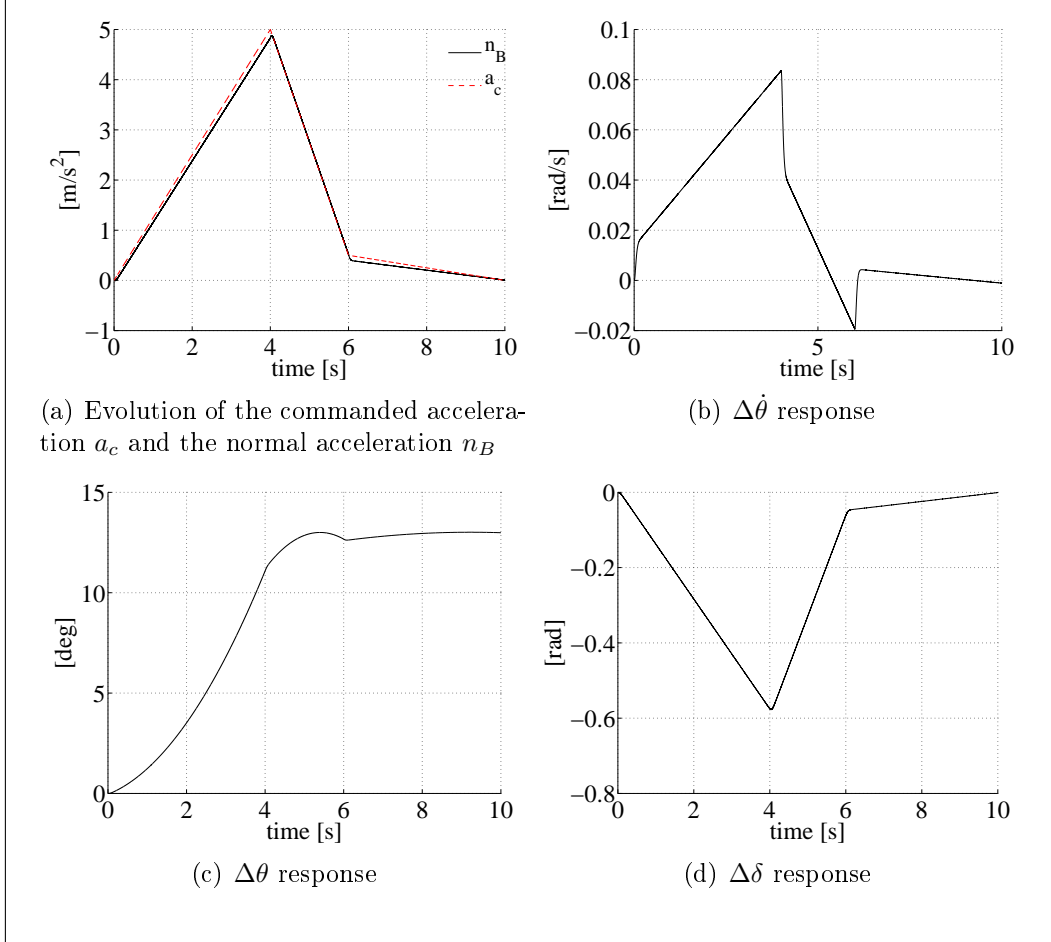 5
4
3
2
1
0
−1
0 2 4 6 8 10
time [s]
[m/s²]
n_B
a_c
(a) Evolution of the commanded accelera-
tion a_c and the normal acceleration n_B
0.1
0.08
0.06
0.04
0.02
0
−0.02
0 5 10
time [s]
[rad/s]
(b) Δθ̇ response
15
10
5
0
0 2 4 6 8 10
time [s]
[deg]
(c) Δθ response
0
−0.2
−0.4
−0.6
−0.8
0 2 4 6 8 10
time [s]
[rad]
(d) Δδ response